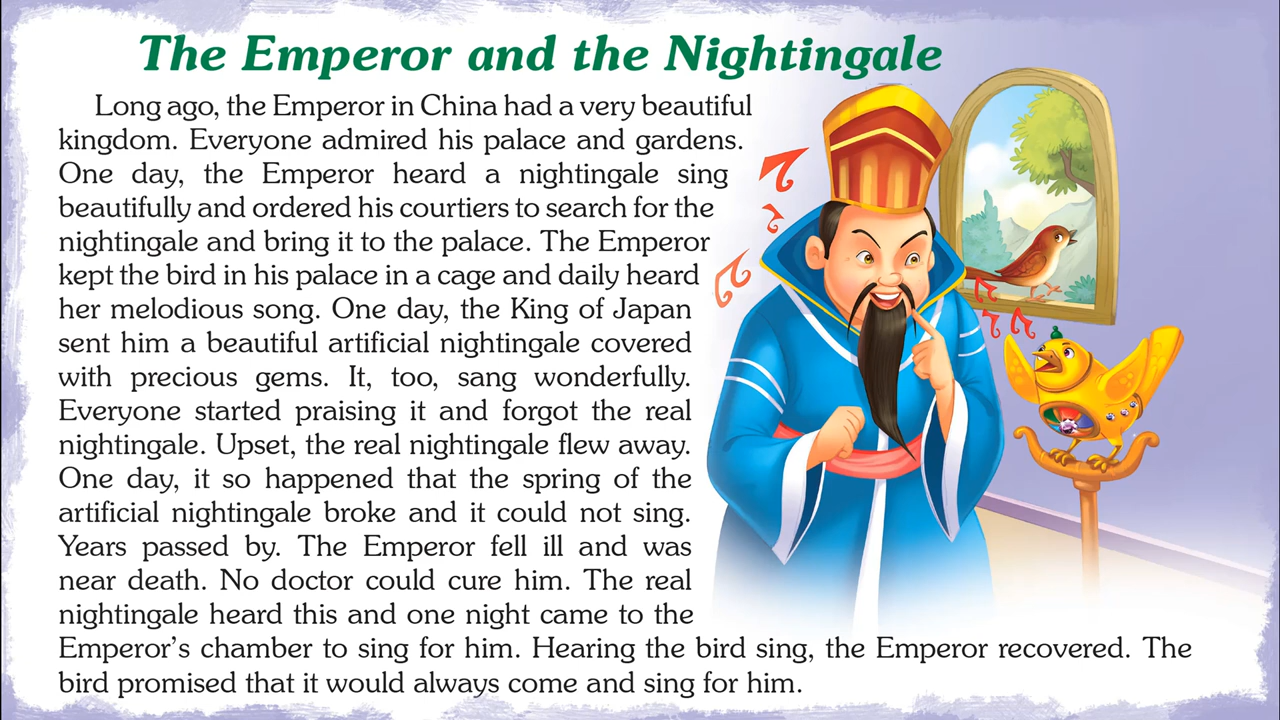 The Emperor and the Nightingale
Long ago, the Emperor in China had a very beautiful
kingdom. Everyone admired his palace and gardens.
One day, the Emperor heard a nightingale sing
beautifully and ordered his courtiers to search for the
nightingale and bring it to the palace. The Emperor
kept the bird in his palace in a cage and daily heard
her melodious song. One day, the King of Japan
sent him a beautiful artificial nightingale covered
with precious gems. It, too, sang wonderfully.
Everyone started praising it and forgot the real
nightingale. Upset, the real nightingale flew away.
One day, it so happened that the spring of the
artificial nightingale broke and it could not sing.
Years passed by. The Emperor fell ill and was
near death. No doctor could cure him. The real
nightingale heard this and one night came to the
Emperor’s chamber to sing for him. Hearing the bird sing, the Emperor recovered. The
bird promised that it would always come and sing for him.